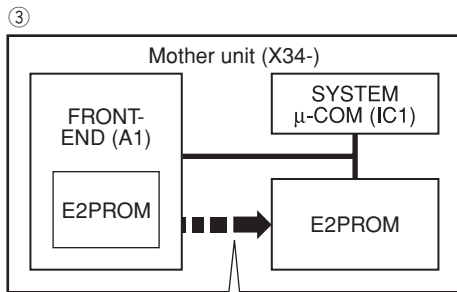 ③
Mother unit (X34-)
FRONT-
END (A1)
E2PROM
SYSTEM
μ-COM (IC1)
E2PROM